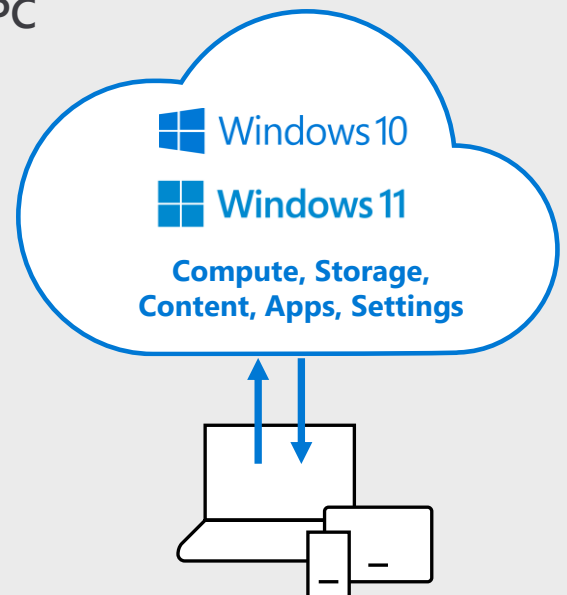 PC
Windows 10
Windows 11
Compute, Storage,
Content, Apps, Settings